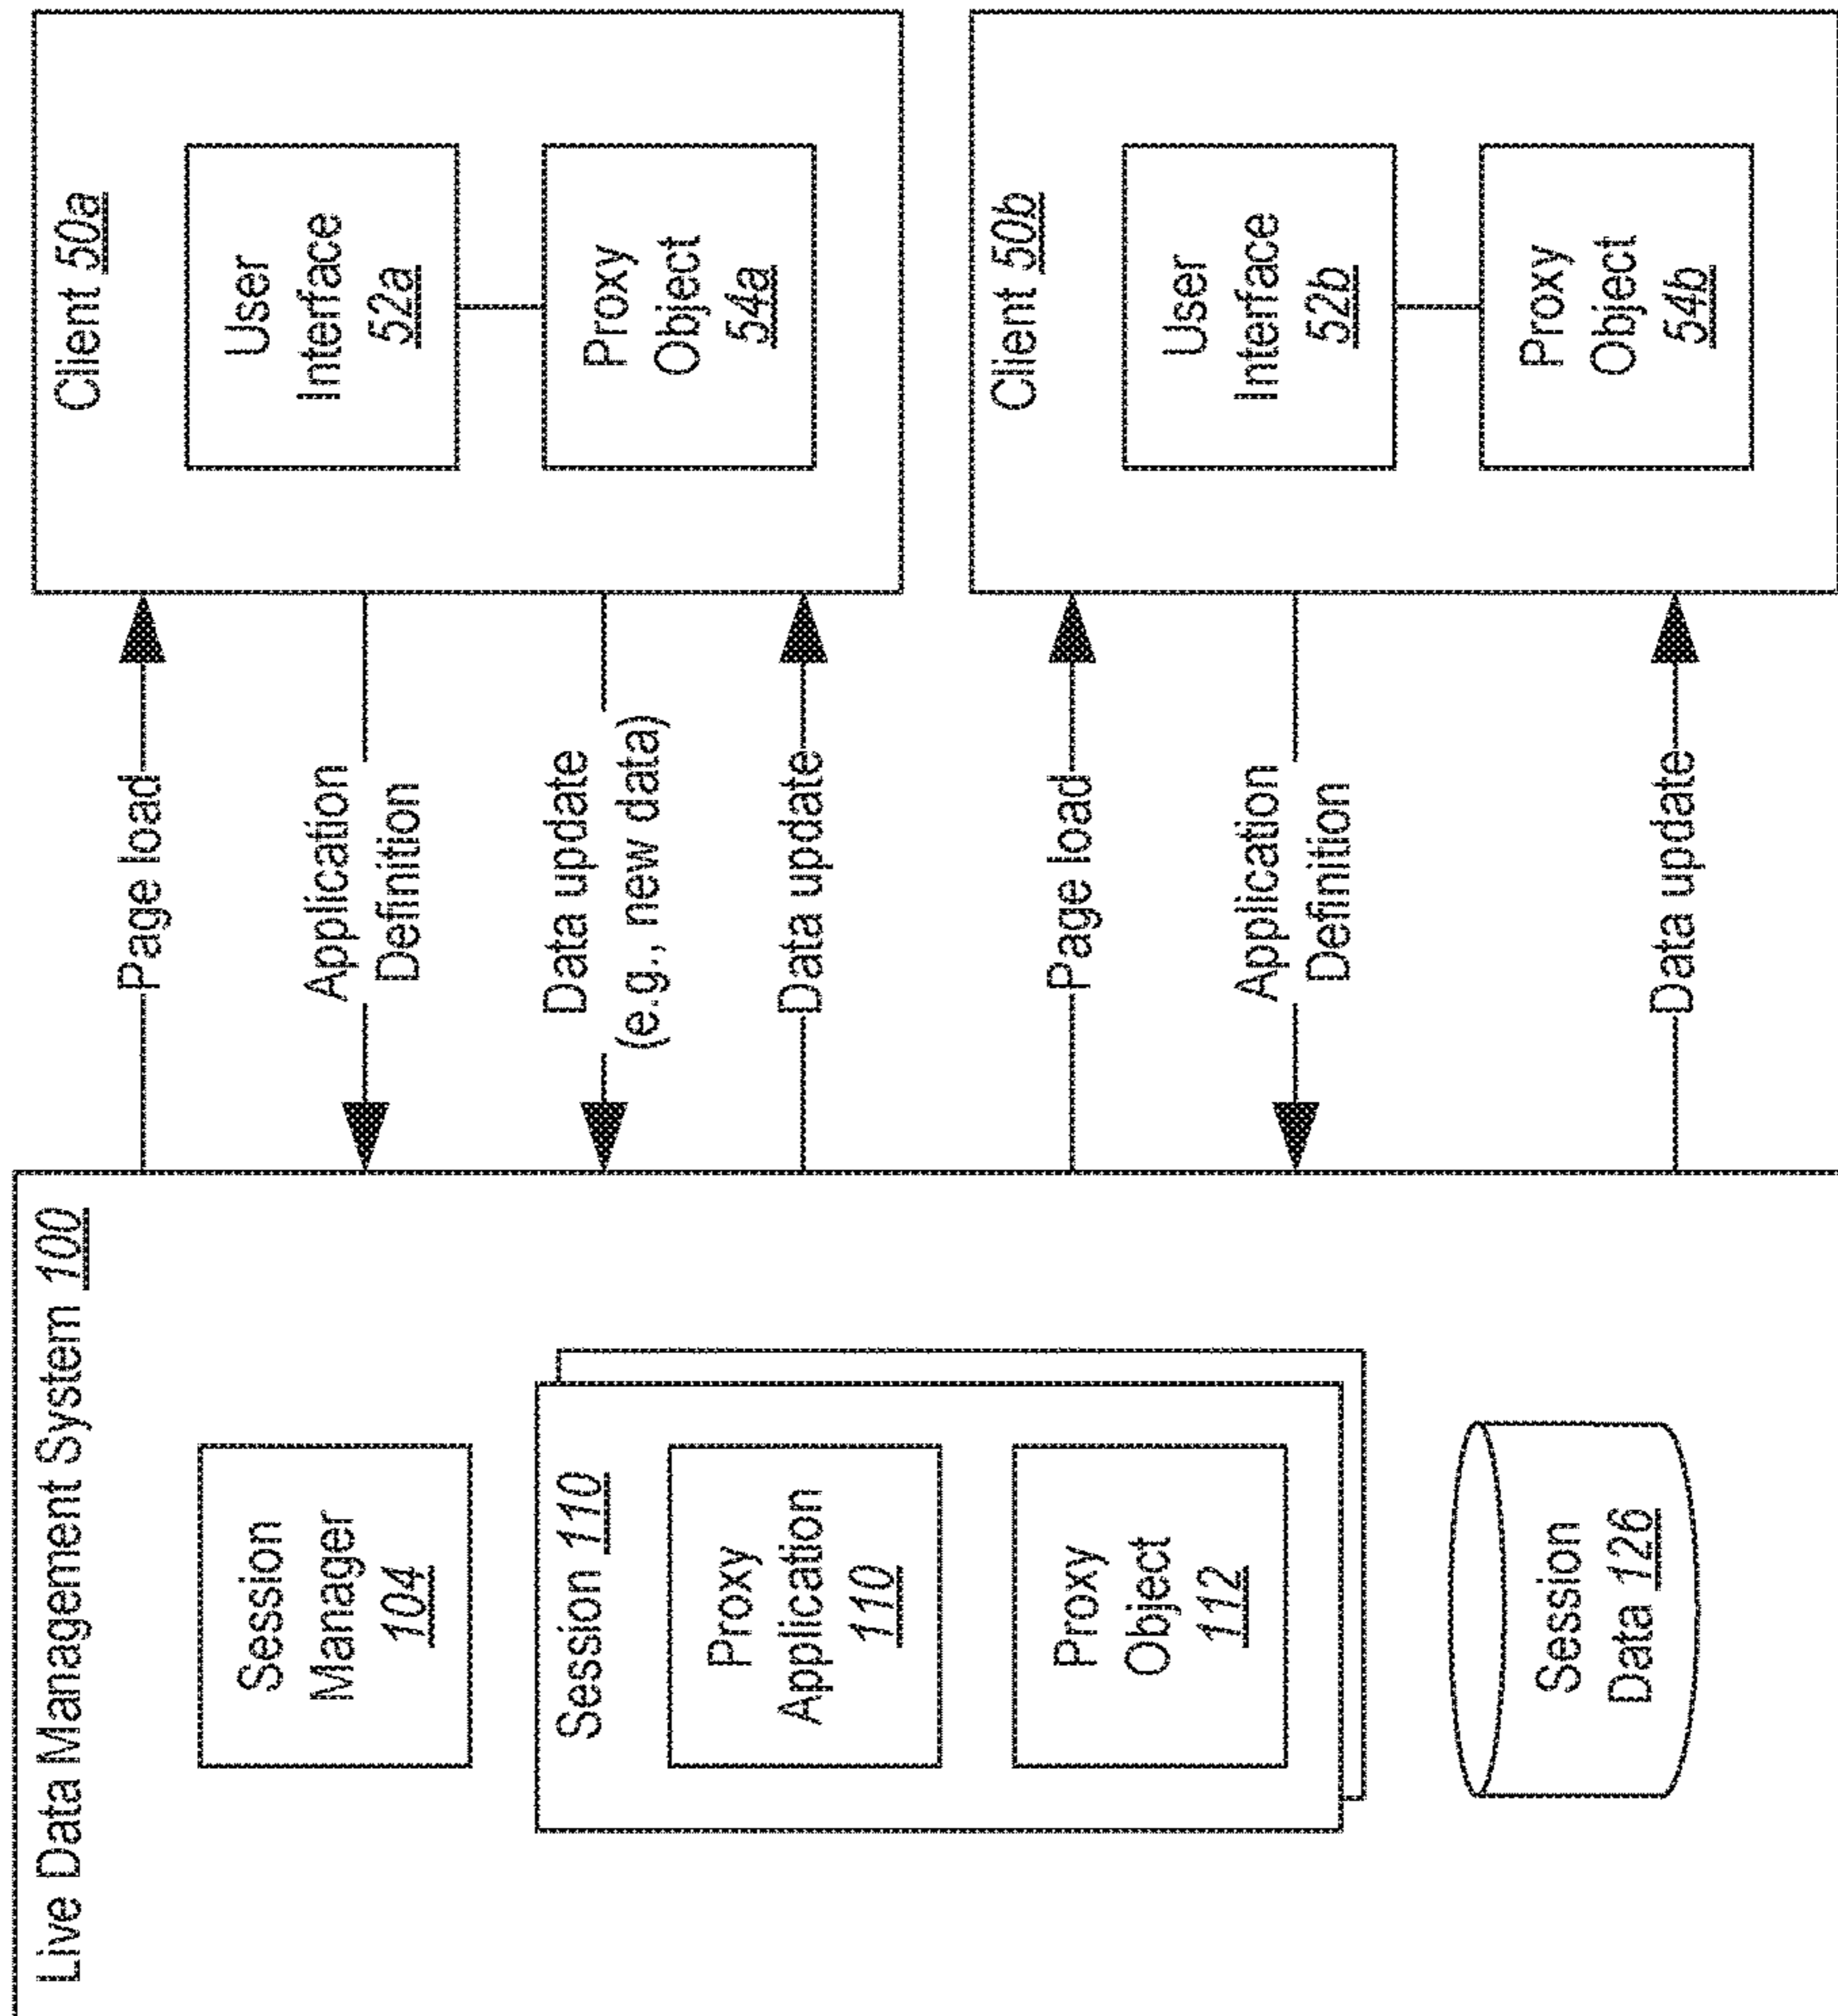 Live Data Management System 100
Session
Manager
104
Session 110
Proxy
Application
110
Proxy
Object
112
Session
Data 126
Page load
Application
Definition
Data update
(e.g., new data)
Data update
Page load
Application
Definition
Data update
Client 50a
User
Interface
52a
Proxy
Object
54a
Client 50b
User
Interface
52b
Proxy
Object
54b